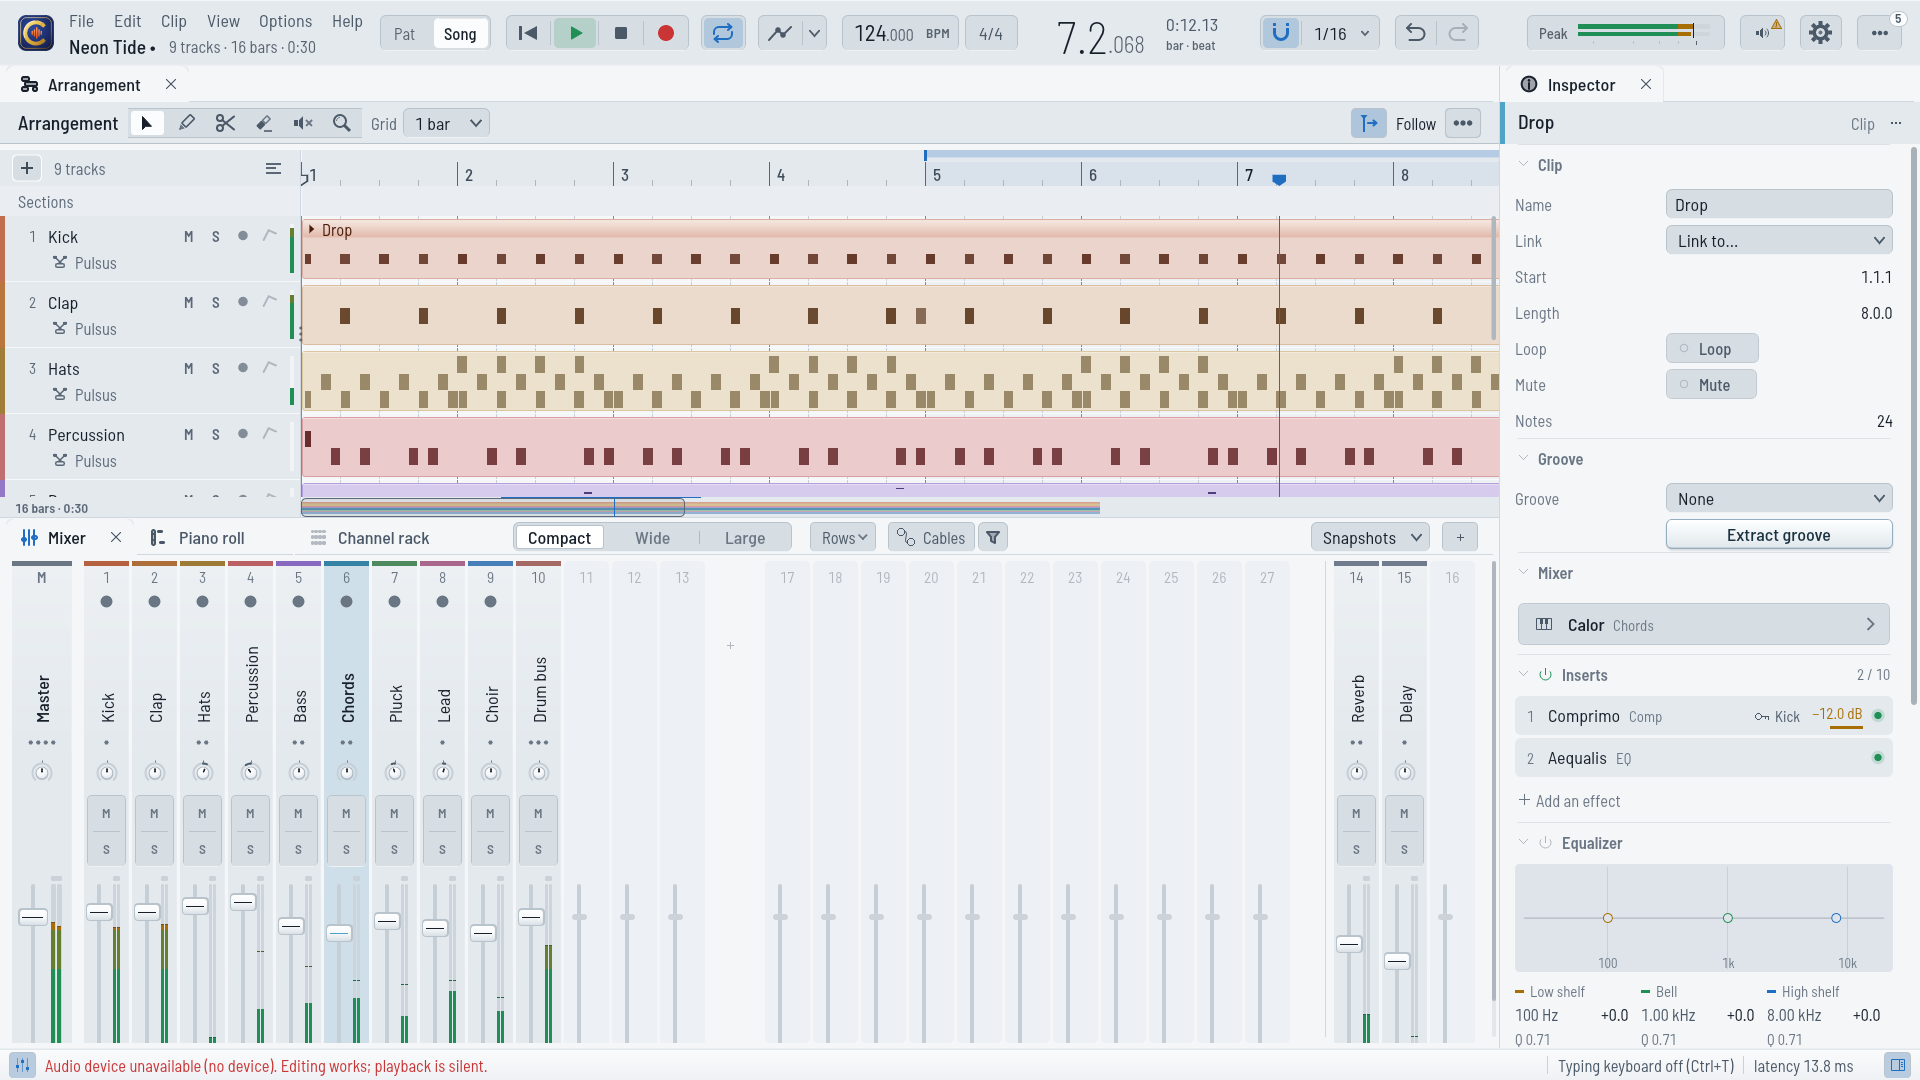 File Edit Clip View Options Help
Neon Tide • 9 tracks · 16 bars · 0:30
Pat Song
124.000 BPM 4/4
7.2.068
0:12.13
bar · beat
1/16
Peak
5
Arrangement
Inspector
Arrangement
Grid 1 bar
Follow
Drop Clip
9 tracks
1 2 3 4 5 6 7 8
Sections
1 Kick M S
Pulsus
Drop
2 Clap M S
Pulsus
3 Hats M S
Pulsus
4 Percussion M S
Pulsus
16 bars · 0:30
Clip
Name Drop
Link Link to...
Start 1.1.1
Length 8.0.0
Loop Loop
Mute Mute
Notes 24
Groove
Groove None
Extract groove
Mixer
Calor Chords
Inserts 2 / 10
1 Comprimo Comp Kick −12.0 dB
2 Aequalis EQ
Add an effect
Equalizer
100 1k 10k
Low shelf Bell High shelf
100 Hz +0.0 1.00 kHz +0.0 8.00 kHz +0.0
Q 0.71 Q 0.71 Q 0.71
Mixer Piano roll Channel rack
Compact Wide Large
Rows Cables
Snapshots +
M 1 2 3 4 5 6 7 8 9 10 11 12 13 17 18 19 20 21 22 23 24 25 26 27 14 15 16
+
Master Kick Clap Hats Percussion Bass Chords Pluck Lead Choir Drum bus Reverb Delay
M M M M M M M M M M M M
S S S S S S S S S S S S
Audio device unavailable (no device). Editing works; playback is silent.
Typing keyboard off (Ctrl+T) latency 13.8 ms